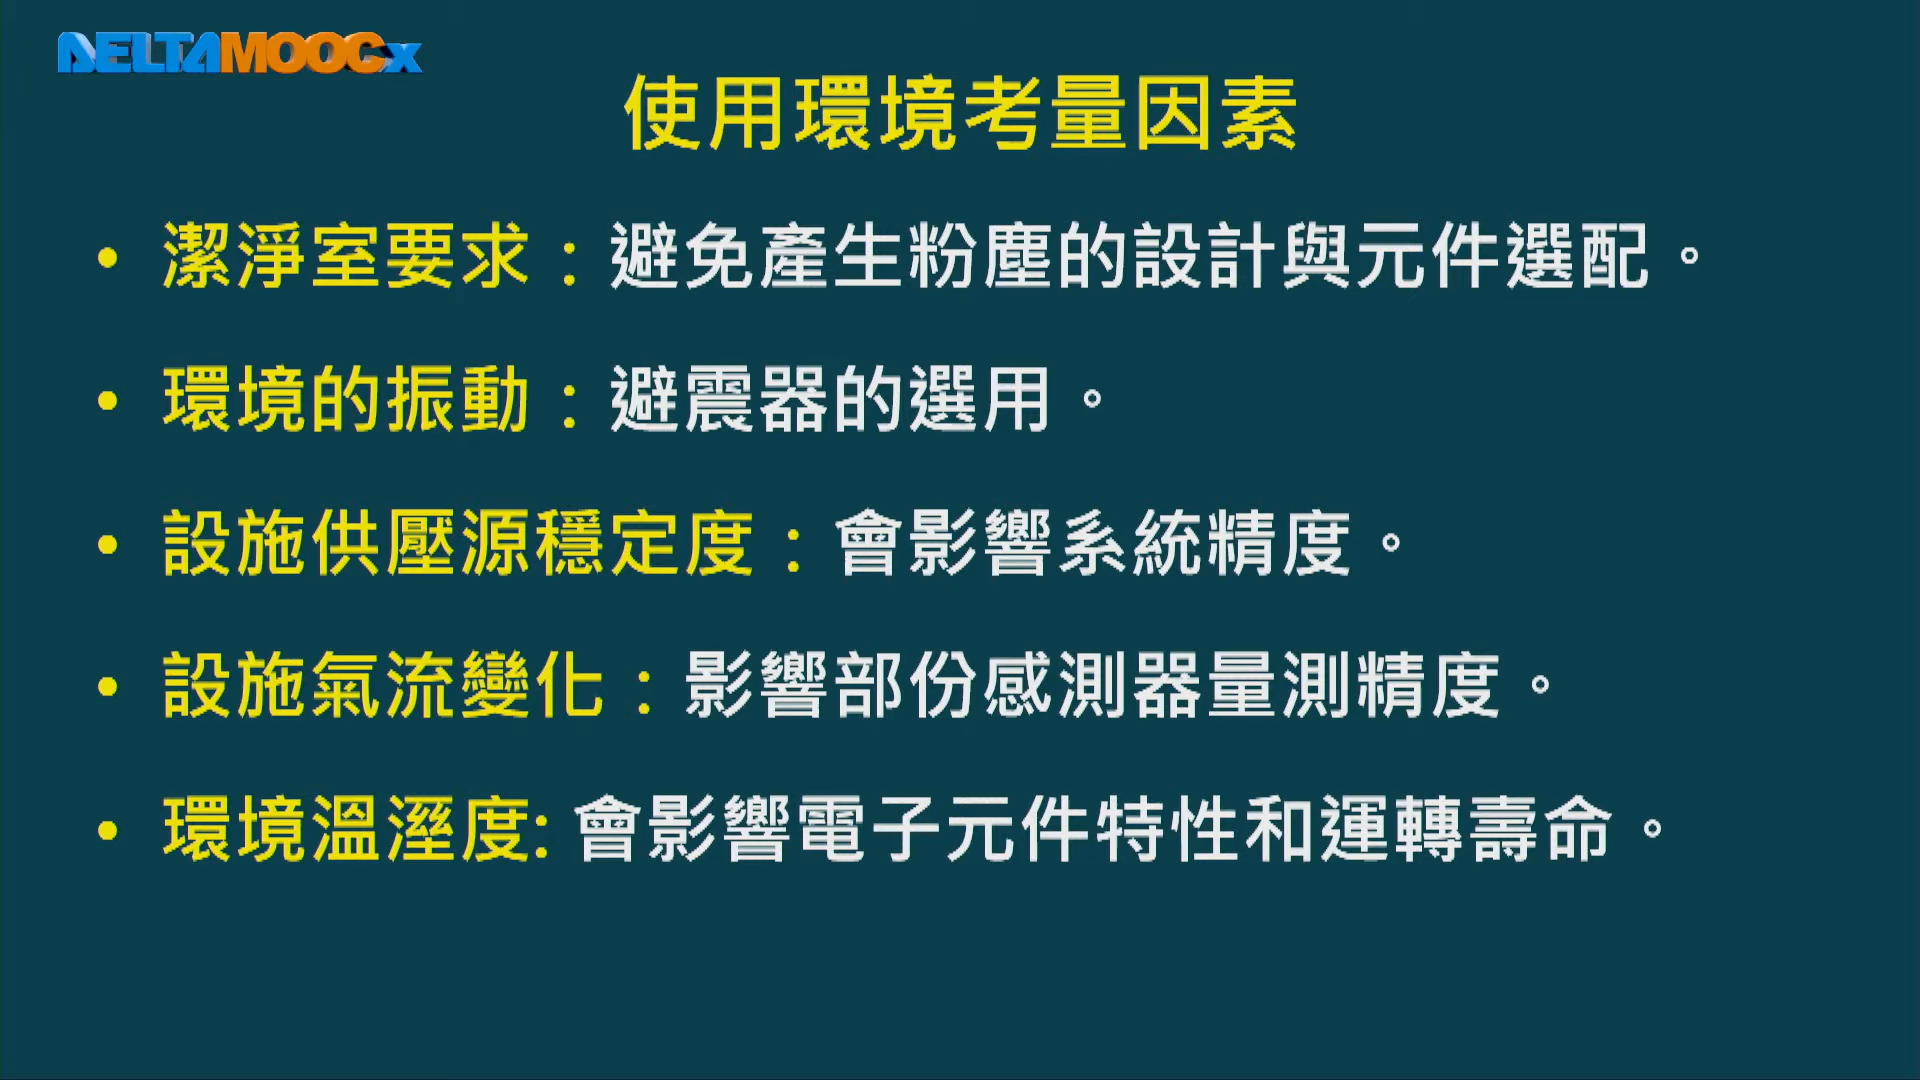 DELTAMOOCx
使用環境考量因素
• 潔淨室要求：避免產生粉塵的設計與元件選配。
• 環境的振動：避震器的選用。
• 設施供壓源穩定度：會影響系統精度。
• 設施氣流變化：影響部份感測器量測精度。
• 環境溫溼度: 會影響電子元件特性和運轉壽命。